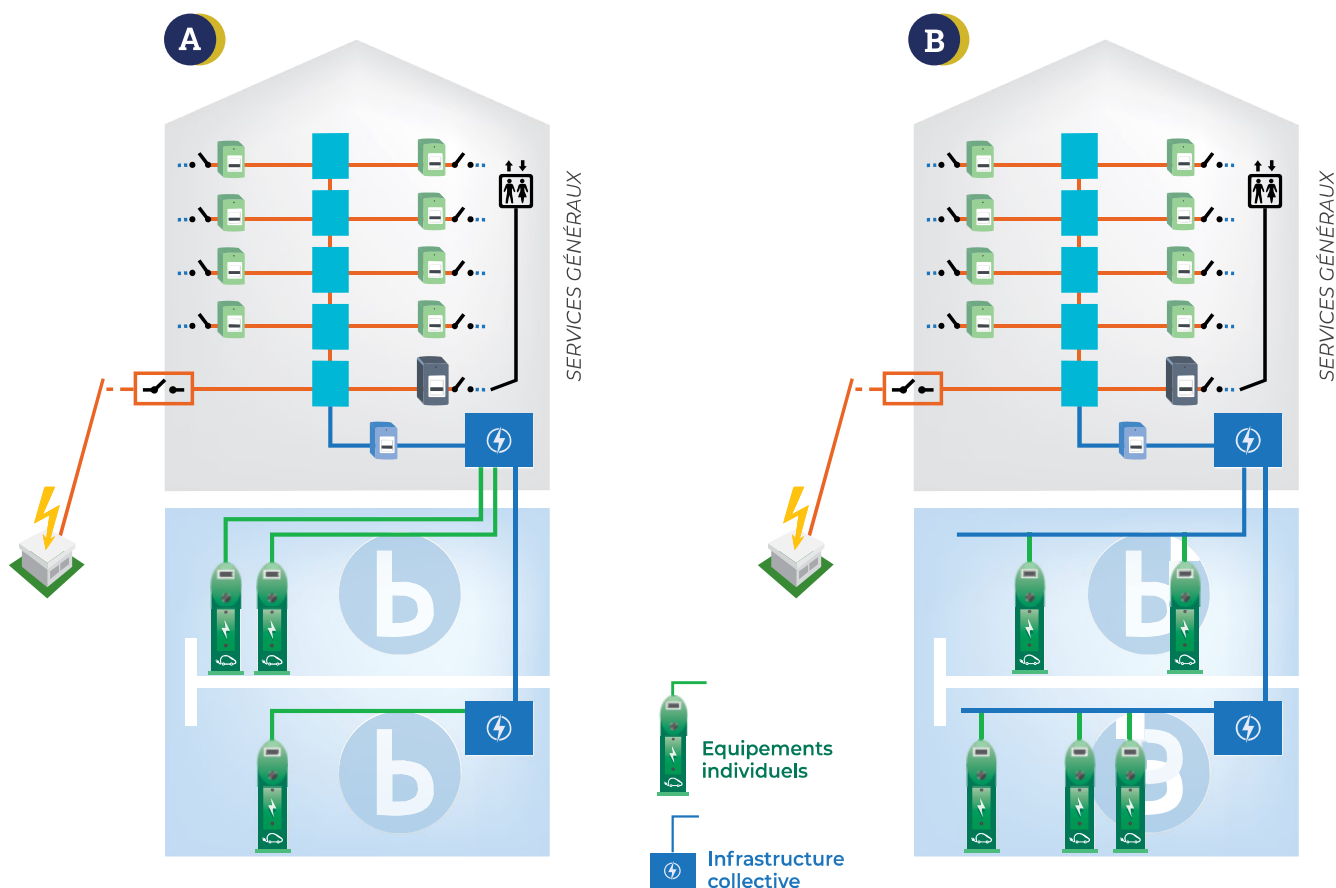 A
B
SERVICES GÉNÉRAUX
SERVICES GÉNÉRAUX
Equipements
individuels
Infrastructure
collective